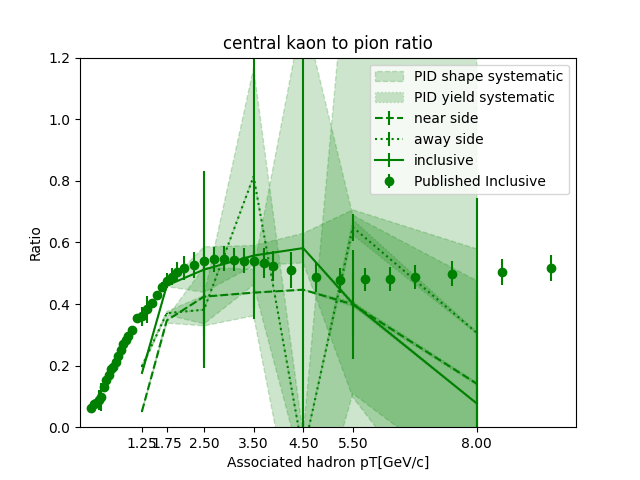 central kaon to pion ratio
1.2
1.0
0.8
0.6
0.4
0.2
0.0
Ratio
PID shape systematic
PID yield systematic
near side
away side
inclusive
Published Inclusive
1.25 1.75 2.50 3.50 4.50 5.50 8.00
Associated hadron pT[GeV/c]